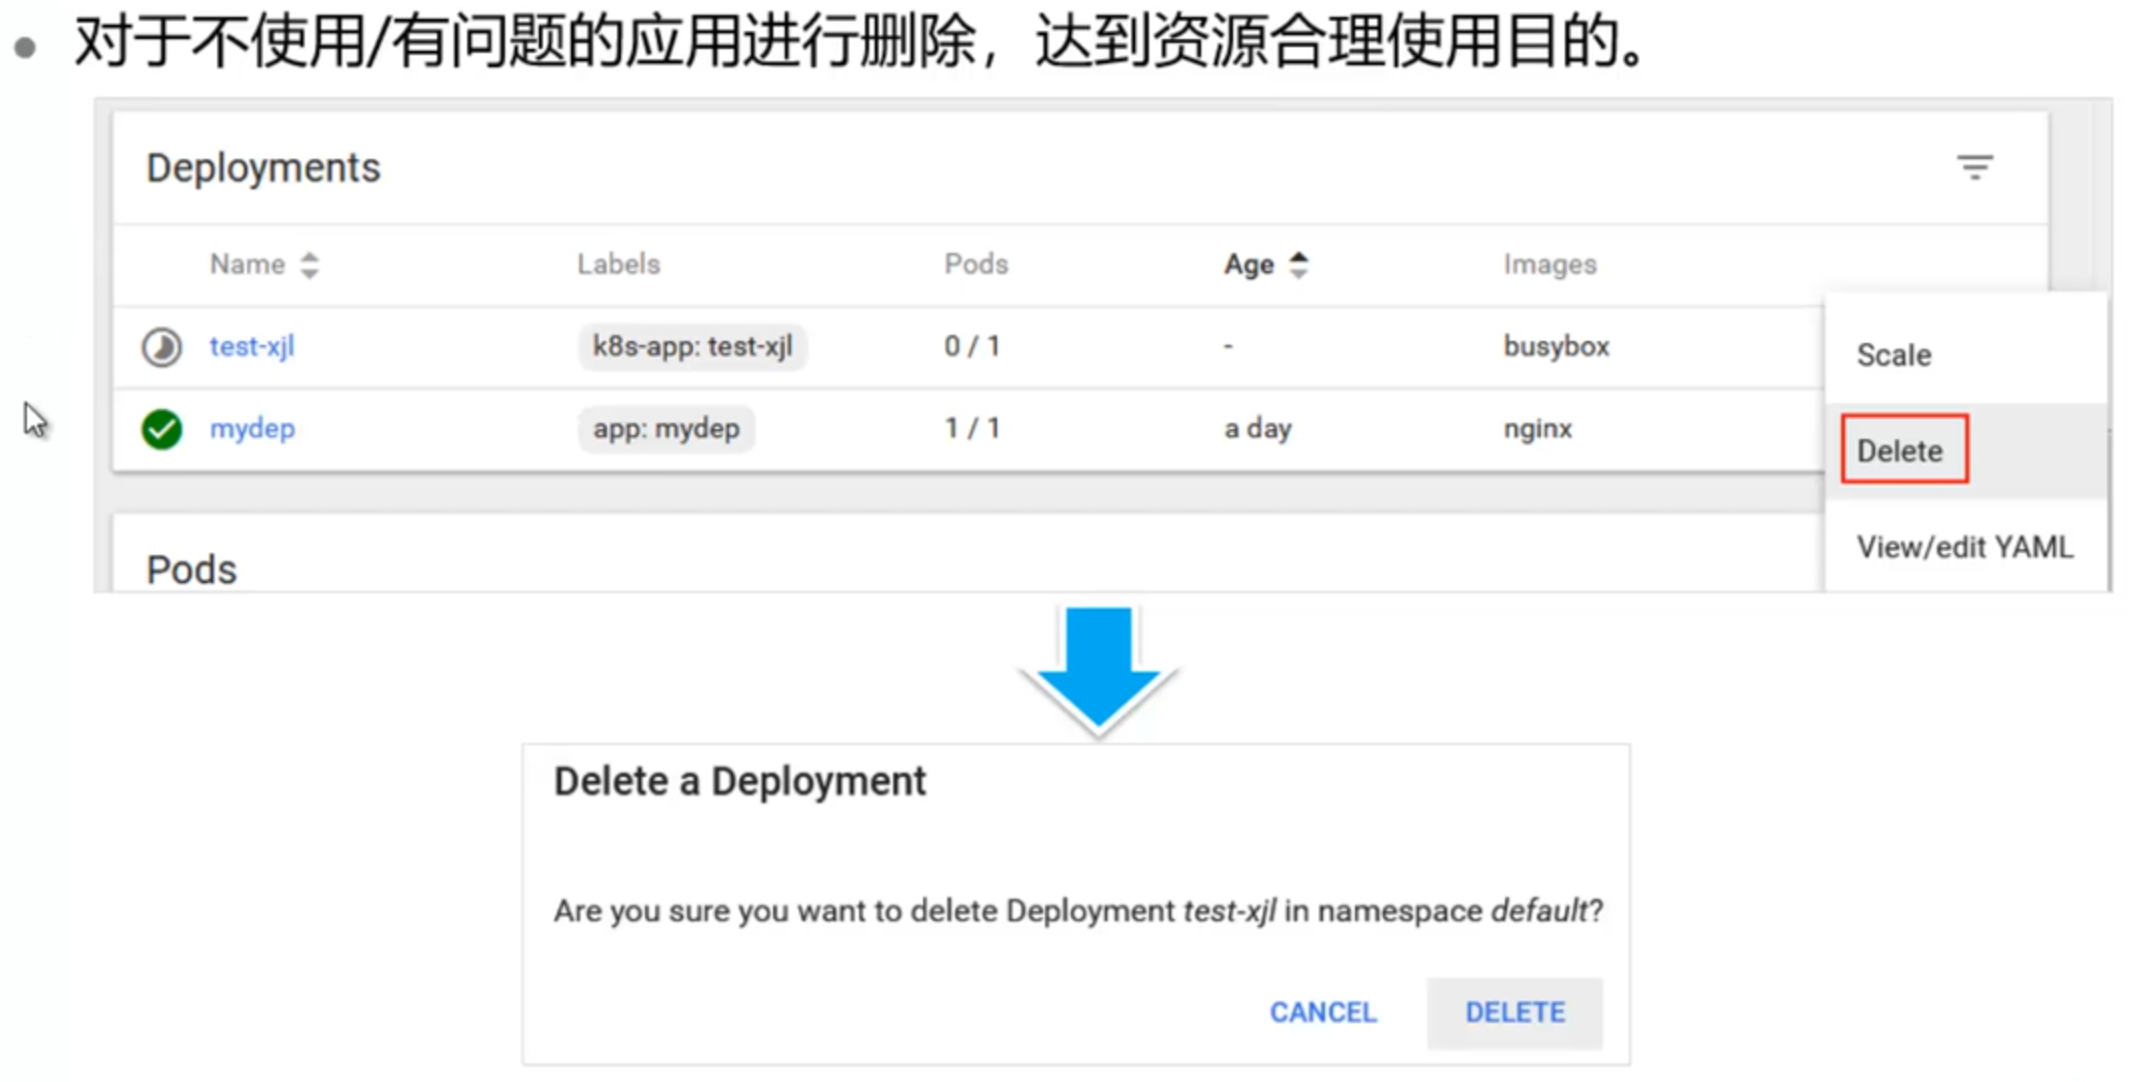 对于不使用/有问题的应用进行删除，达到资源合理使用目的。
Deployments
Name Labels Pods Age Images
test-xjl k8s-app: test-xjl 0 / 1 - busybox
mydep app: mydep 1 / 1 a day nginx
Scale
Delete
View/edit YAML
Pods
Delete a Deployment
Are you sure you want to delete Deployment test-xjl in namespace default?
CANCEL DELETE